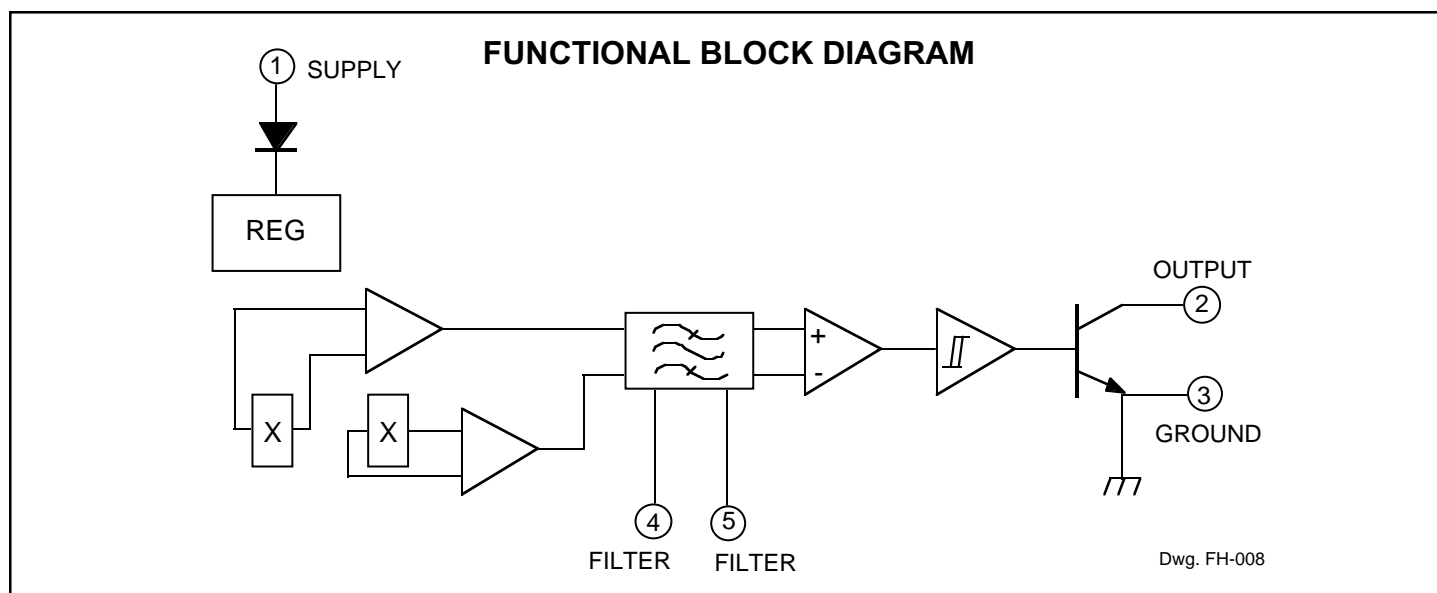 FUNCTIONAL BLOCK DIAGRAM
1 SUPPLY
REG
X
X
+
-
OUTPUT
2
3
GROUND
4
5
FILTER
FILTER
Dwg. FH-008